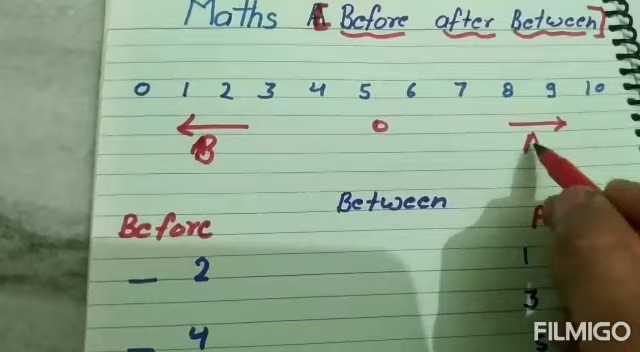 Maths [Before after Between]
0 1 2 3 4 5 6 7 8 9 10
B A
Between
Before A
_ 2 1
3
_ 4 5
FILMIGO